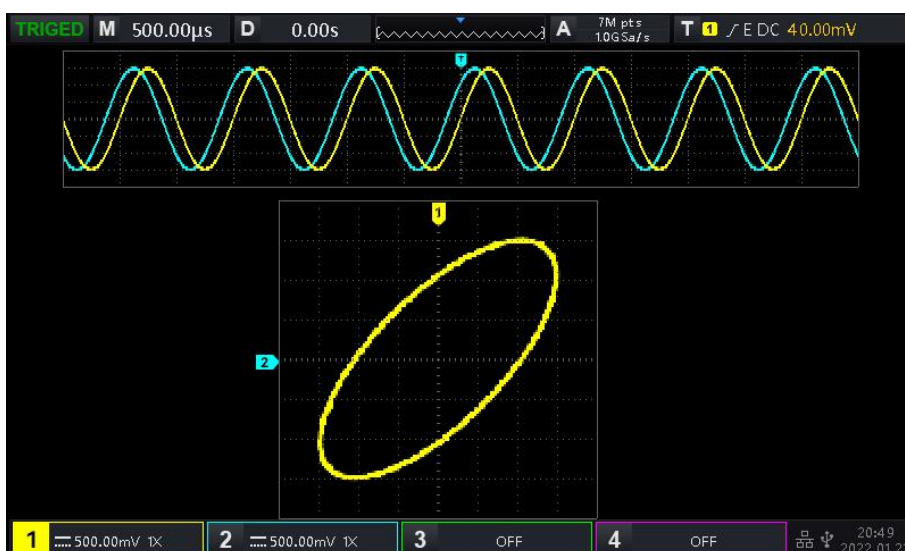 TRIGED M 500.00µs D 0.00s A 7M pts 1.0GSa/s T 1 E DC 40.00mV
T
1
2
1 500.00mV 1X 2 500.00mV 1X 3 OFF 4 OFF 20:49